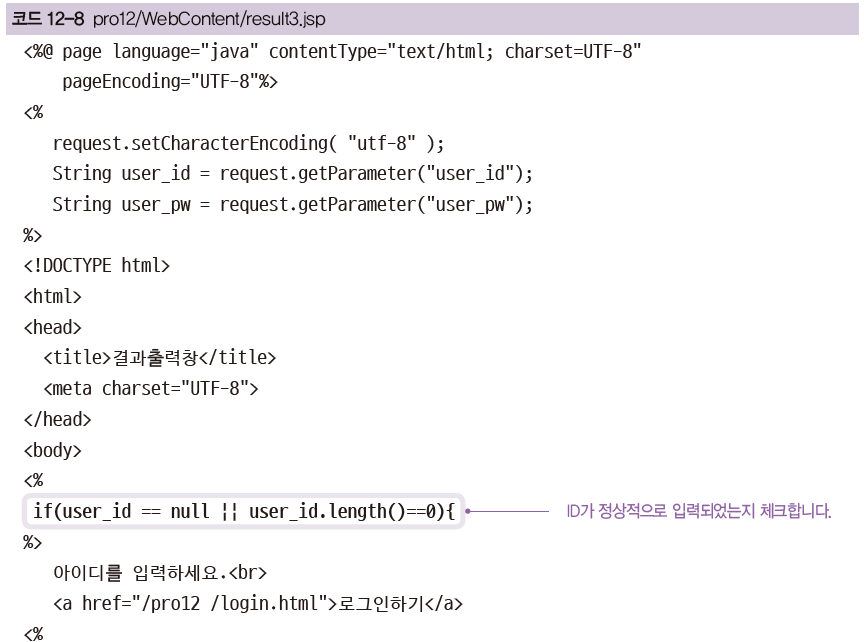 코드 12-8 pro12/WebContent/result3.jsp
<%@ page language="java" contentType="text/html; charset=UTF-8"
    pageEncoding="UTF-8"%>
<%
   request.setCharacterEncoding( "utf-8" );
   String user_id = request.getParameter("user_id");
   String user_pw = request.getParameter("user_pw");
%>
<!DOCTYPE html>
<html>
<head>
  <title>결과출력창</title>
  <meta charset="UTF-8">
</head>
<body>
<%
 if(user_id == null || user_id.length()==0){ ID가 정상적으로 입력되었는지 체크합니다.
%>
   아이디를 입력하세요.<br>
   <a href="/pro12 /login.html">로그인하기</a>
<%